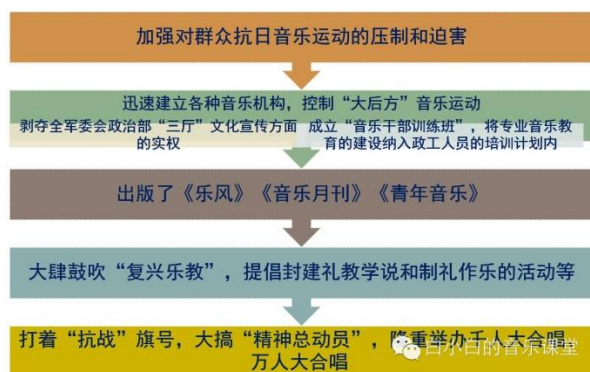 加强对群众抗日音乐运动的压制和迫害
迅速建立各种音乐机构，控制“大后方”音乐运动
剥夺全军委会政治部“三厅”文化宣传方面
的实权
成立“音乐干部训练班”，将专业音乐教
育的建设纳入政工人员的培训计划内
出版了《乐风》《音乐月刊》《青年音乐》
大肆鼓吹“复兴乐教”，提倡封建礼教学说和制礼作乐的活动等
打着“抗战”旗号，大搞“精神总动员”，隆重举办千人大合唱、
万人大合唱
白小白的音乐课堂